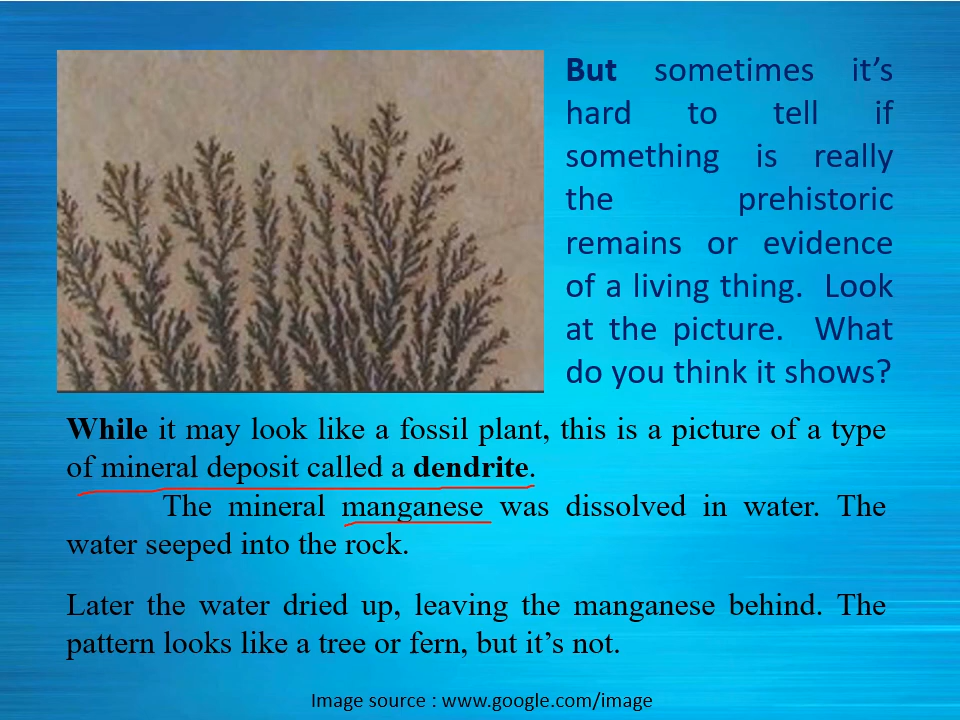 But sometimes it’s
hard to tell if
something is really
the prehistoric
remains or evidence
of a living thing. Look
at the picture. What
do you think it shows?
While it may look like a fossil plant, this is a picture of a type
of mineral deposit called a dendrite.
The mineral manganese was dissolved in water. The
water seeped into the rock.
Later the water dried up, leaving the manganese behind. The
pattern looks like a tree or fern, but it’s not.
Image source : www.google.com/image